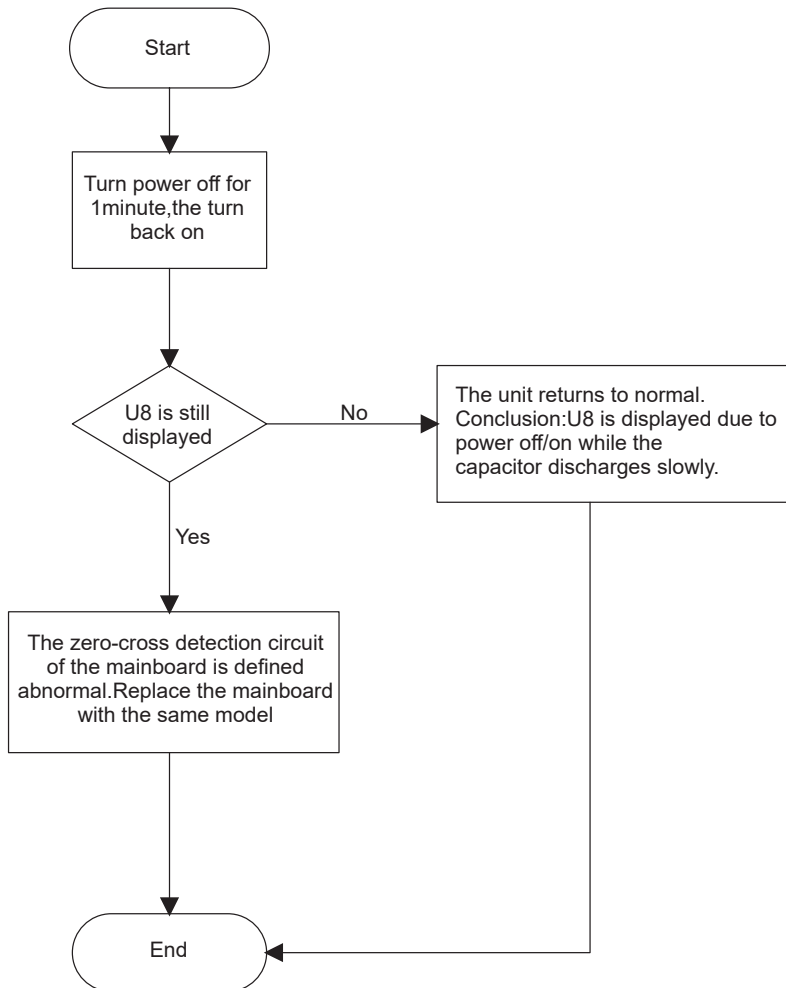 Start
Turn power off for
1minute,the turn
back on
U8 is still
displayed
No
The unit returns to normal.
Conclusion:U8 is displayed due to
power off/on while the
capacitor discharges slowly.
Yes
The zero-cross detection circuit
of the mainboard is defined
abnormal.Replace the mainboard
with the same model
End